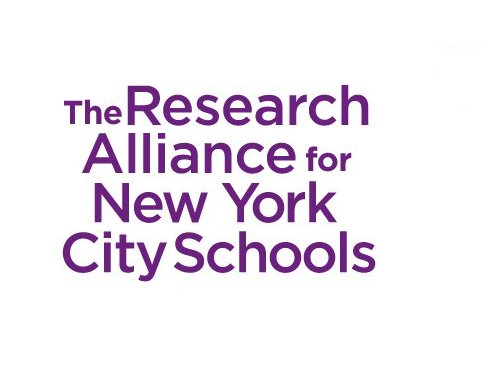 The Research
Alliance for
New York
City Schools